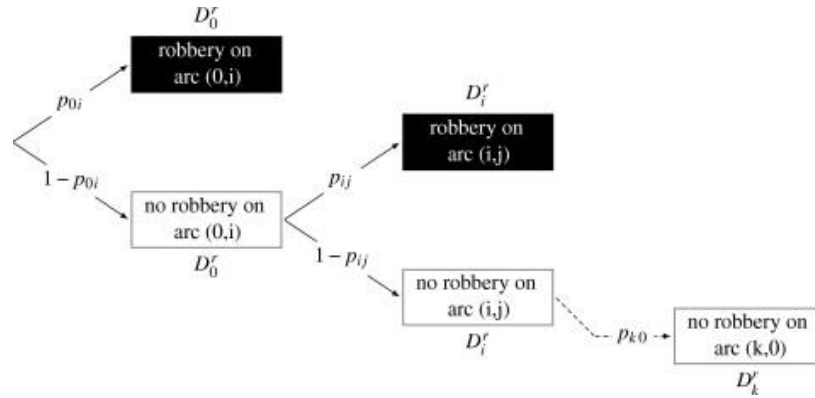 D_0^r
robbery on
arc (0,i)
p_{0i}
1 − p_{0i}
no robbery on
arc (0,i)
D_0^r
D_i^r
robbery on
arc (i,j)
p_{ij}
1 − p_{ij}
no robbery on
arc (i,j)
D_i^r
p_{k0}
no robbery on
arc (k,0)
D_k^r